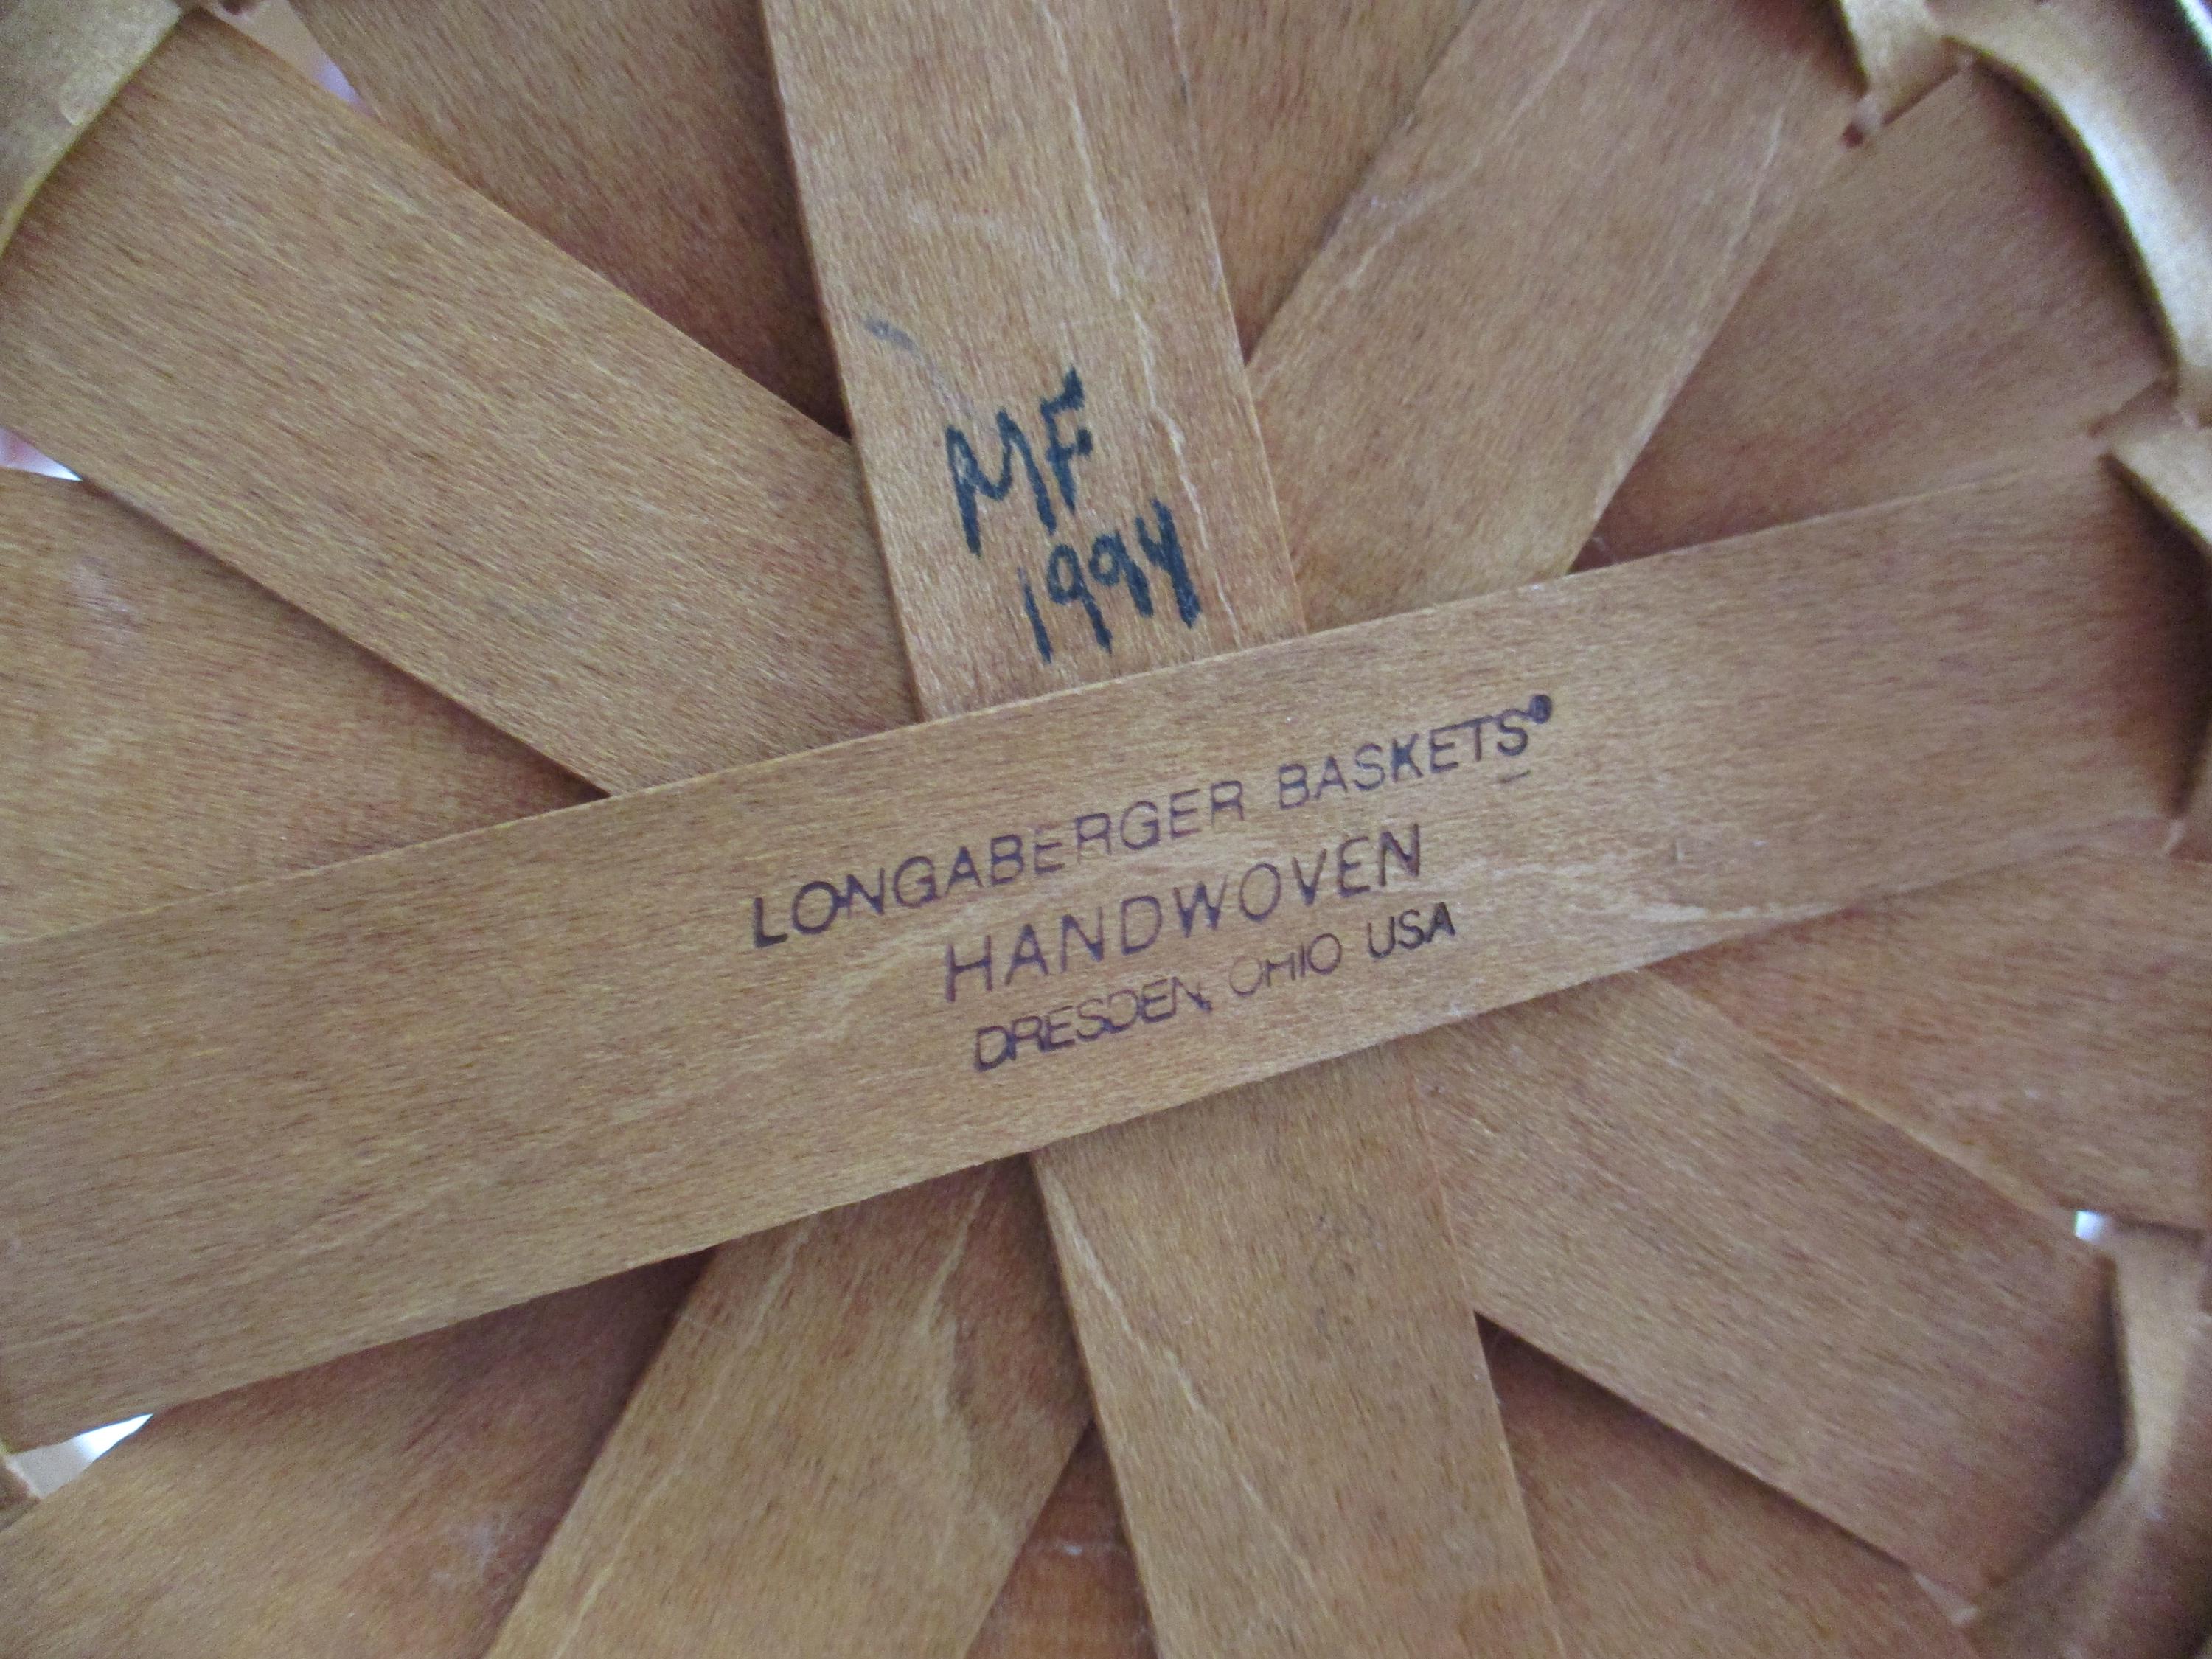 MF
1994
LONGABERGER BASKETS®
HANDWOVEN
DRESDEN, OHIO USA